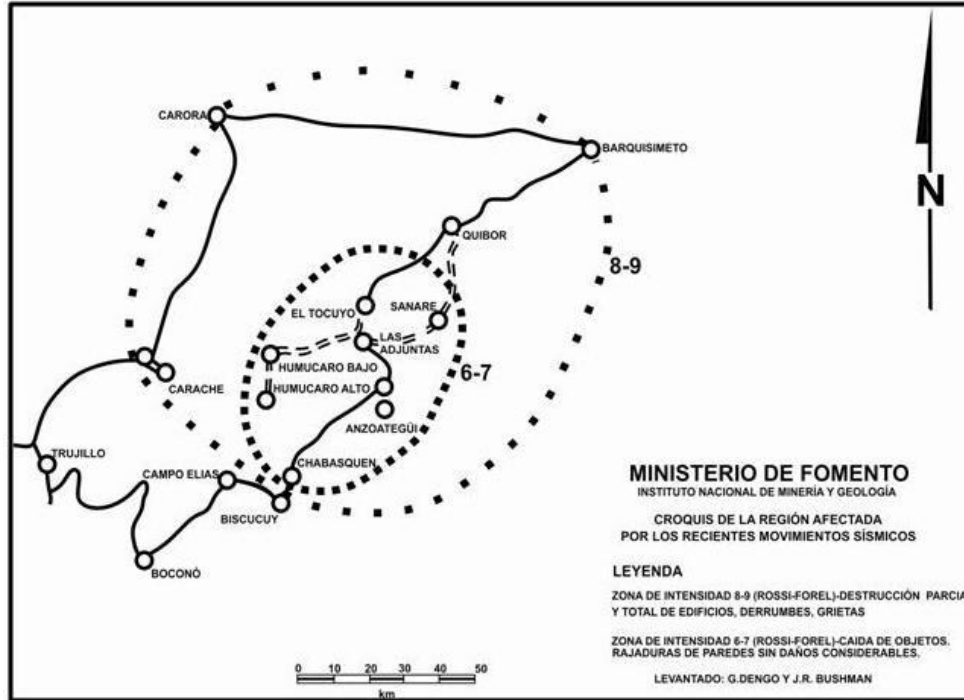 CARORA
BARQUISIMETO
N
QUIBOR
8-9
EL TOCUYO
SANARE
LAS
ADJUNTAS
HUMUCARO BAJO
6-7
CARACHE
HUMUCARO ALTO
ANZOATEGÜI
TRUJILLO
CAMPO ELIAS
CHABASQUEN
BISCUCUY
BOCONÓ
MINISTERIO DE FOMENTO
INSTITUTO NACIONAL DE MINERÍA Y GEOLOGÍA
CROQUIS DE LA REGIÓN AFECTADA
POR LOS RECIENTES MOVIMIENTOS SÍSMICOS
LEYENDA
ZONA DE INTENSIDAD 8-9 (ROSSI-FOREL)-DESTRUCCIÓN PARCIA
Y TOTAL DE EDIFICIOS, DERRUMBES, GRIETAS
ZONA DE INTENSIDAD 6-7 (ROSSI-FOREL)-CAIDA DE OBJETOS.
RAJADURAS DE PAREDES SIN DAÑOS CONSIDERABLES.
LEVANTADO: G.DENGO Y J.R. BUSHMAN
0 10 20 30 40 50
km